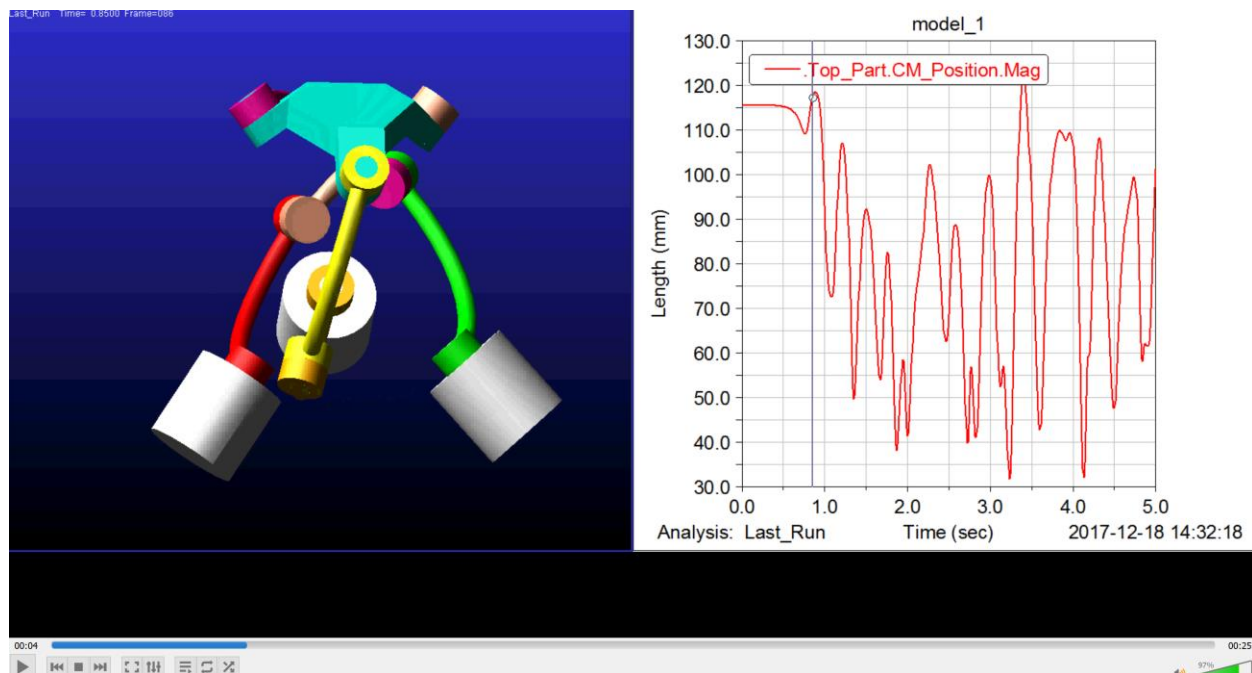 Last_Run Time= 0.8500 Frame=086
model_1
130.0
120.0
110.0
100.0
90.0
80.0
70.0
60.0
50.0
40.0
30.0
Length (mm)
.Top_Part.CM_Position.Mag
0.0 1.0 2.0 3.0 4.0 5.0
Analysis: Last_Run Time (sec) 2017-12-18 14:32:18
00:04 00:25
97%